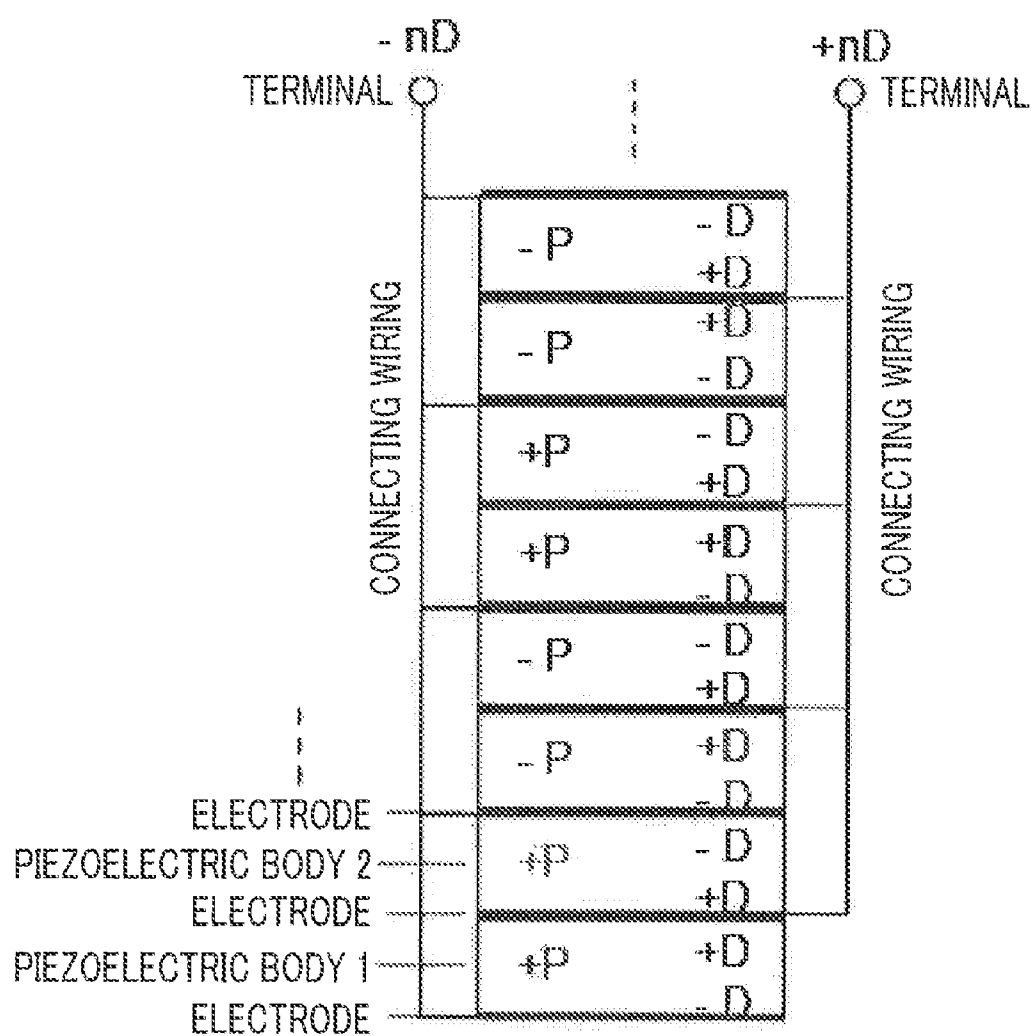 - nD
+nD
TERMINAL
TERMINAL
- P
- D
+D
CONNECTING WIRING
CONNECTING WIRING
- P
+D
- D
+P
- D
+D
+P
+D
- D
- P
- D
+D
- P
+D
- D
ELECTRODE
PIEZOELECTRIC BODY 2
+P
- D
+D
ELECTRODE
PIEZOELECTRIC BODY 1
+P
+D
- D
ELECTRODE